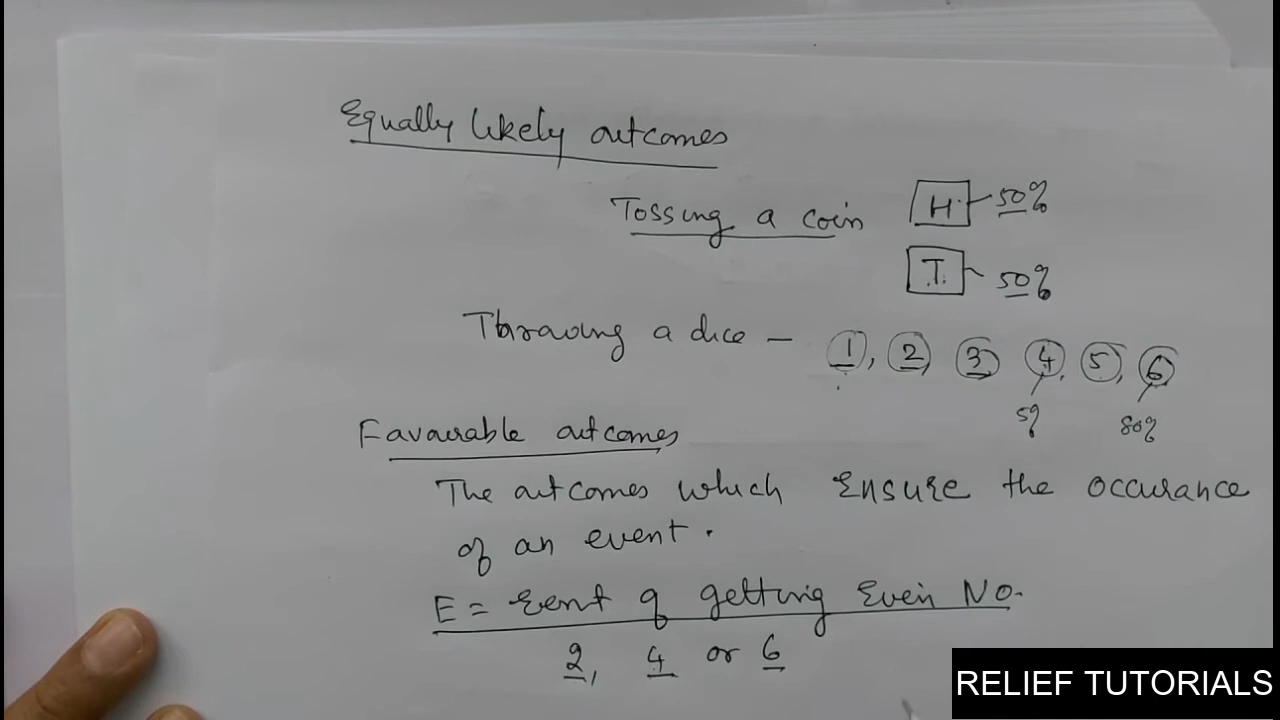 Equally likely outcomes
Tossing a coin H - 50%
T. - 50%
Throwing a dice - 1, 2, 3 4, 5, 6
5% 80%
Favourable outcomes
The outcomes which Ensure the occurance
of an event.
E = Event of getting Even No.
2, 4 or 6
RELIEF TUTORIALS